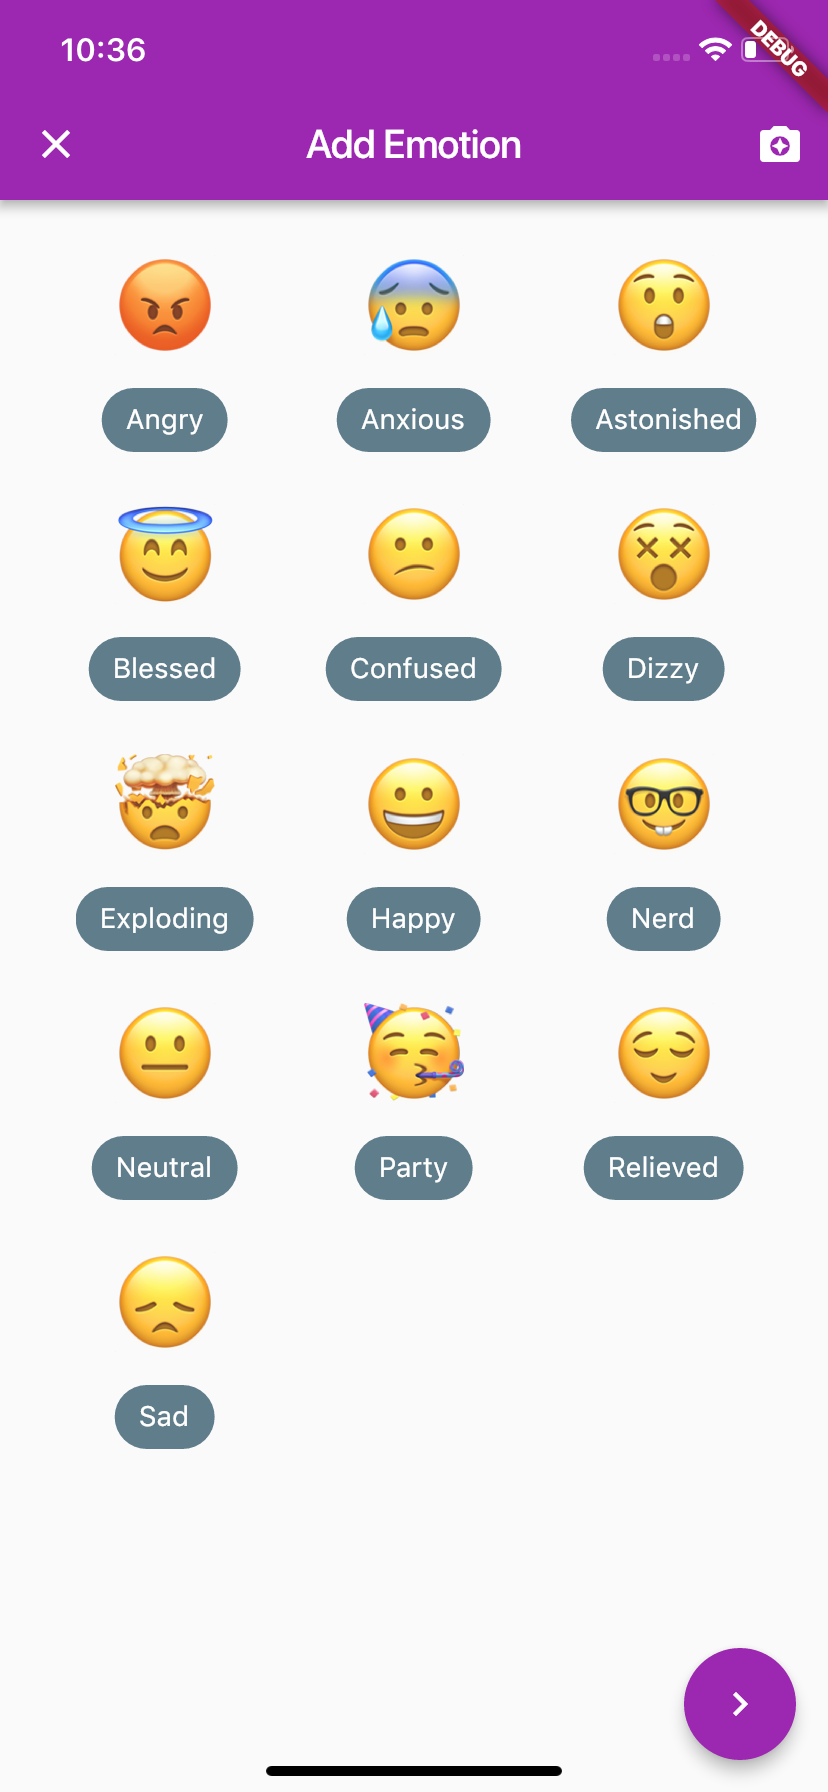 10:36
DEBUG
Add Emotion
Angry
Anxious
Astonished
Blessed
Confused
Dizzy
Exploding
Happy
Nerd
Neutral
Party
Relieved
Sad